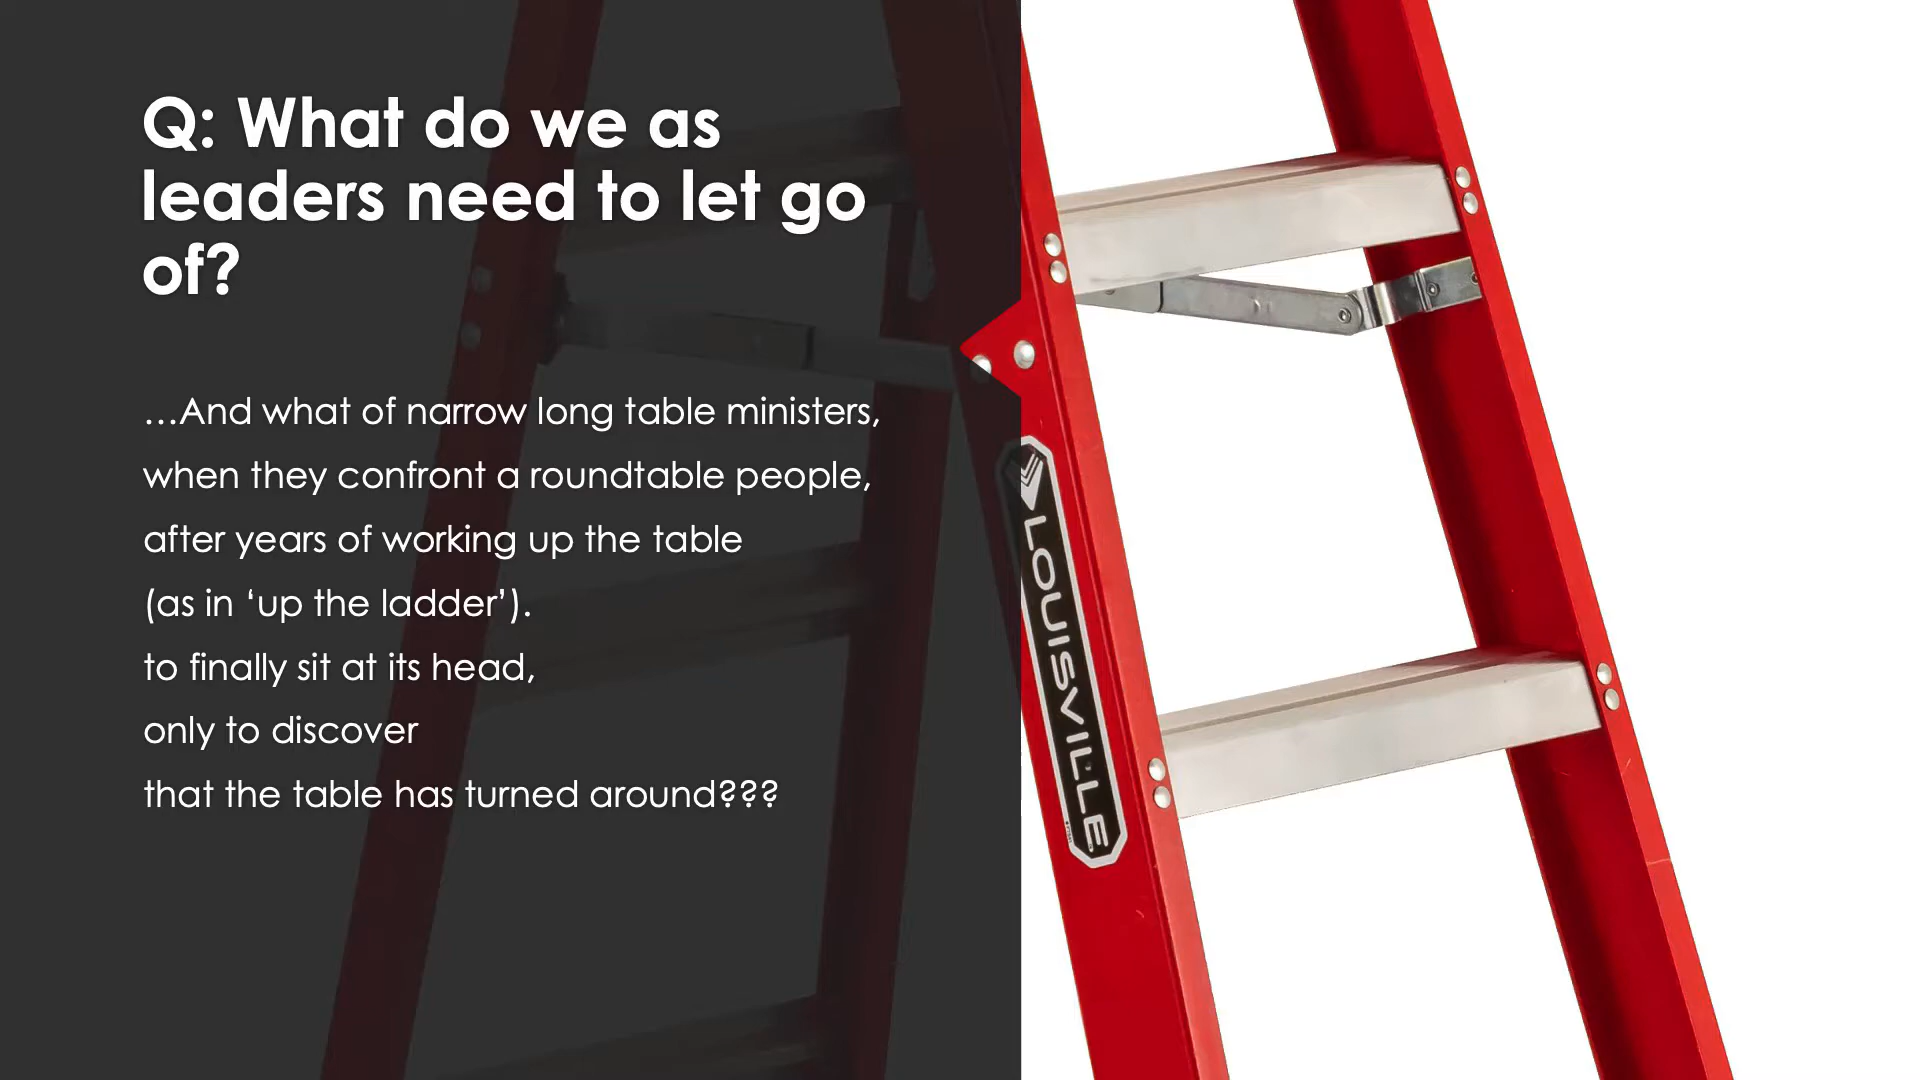 Q: What do we as
leaders need to let go
of?
…And what of narrow long table ministers,
when they confront a roundtable people,
after years of working up the table
(as in ‘up the ladder’).
to finally sit at its head,
only to discover
that the table has turned around???
LOUISVILLE